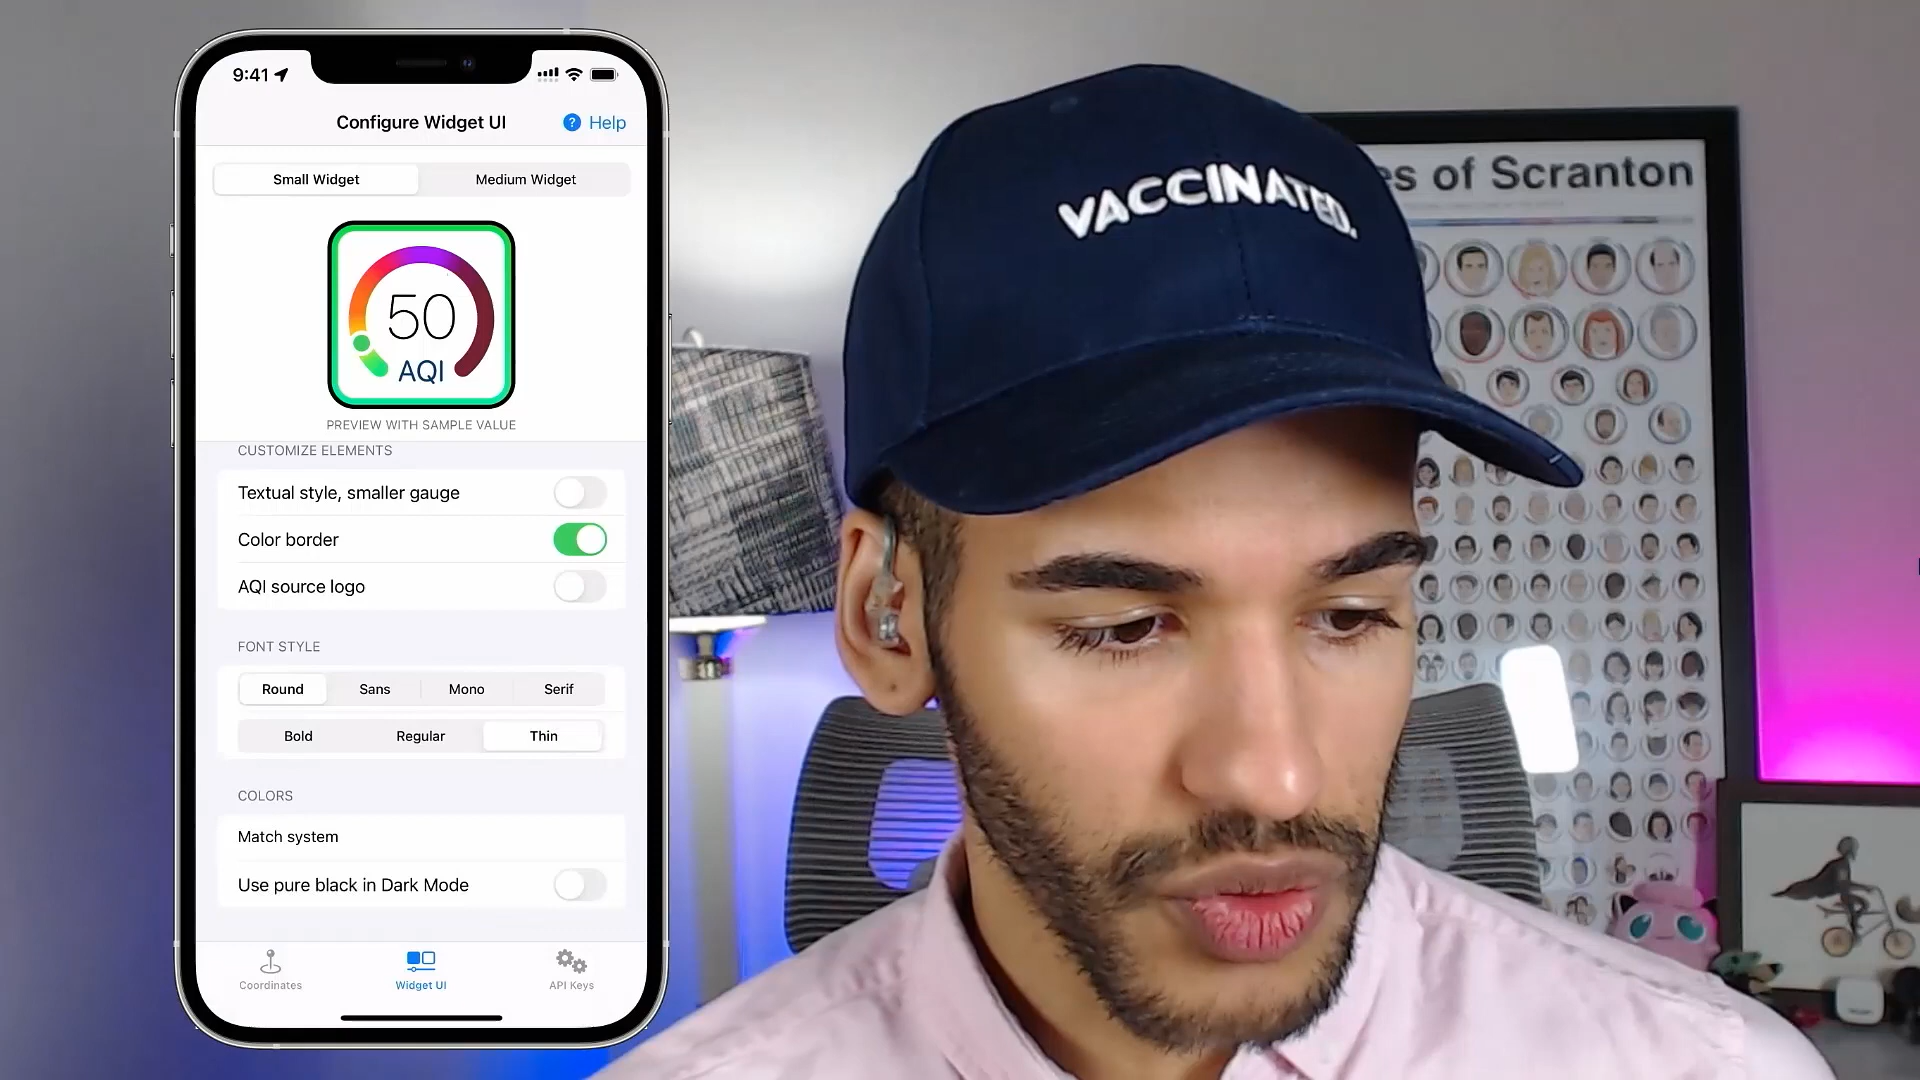 9:41
Configure Widget UI
? Help
Small Widget
Medium Widget
50
AQI
PREVIEW WITH SAMPLE VALUE
CUSTOMIZE ELEMENTS
Textual style, smaller gauge
Color border
AQI source logo
FONT STYLE
Round
Sans
Mono
Serif
Bold
Regular
Thin
COLORS
Match system
Use pure black in Dark Mode
Coordinates
Widget UI
API Keys
VACCINATED.
of Scranton